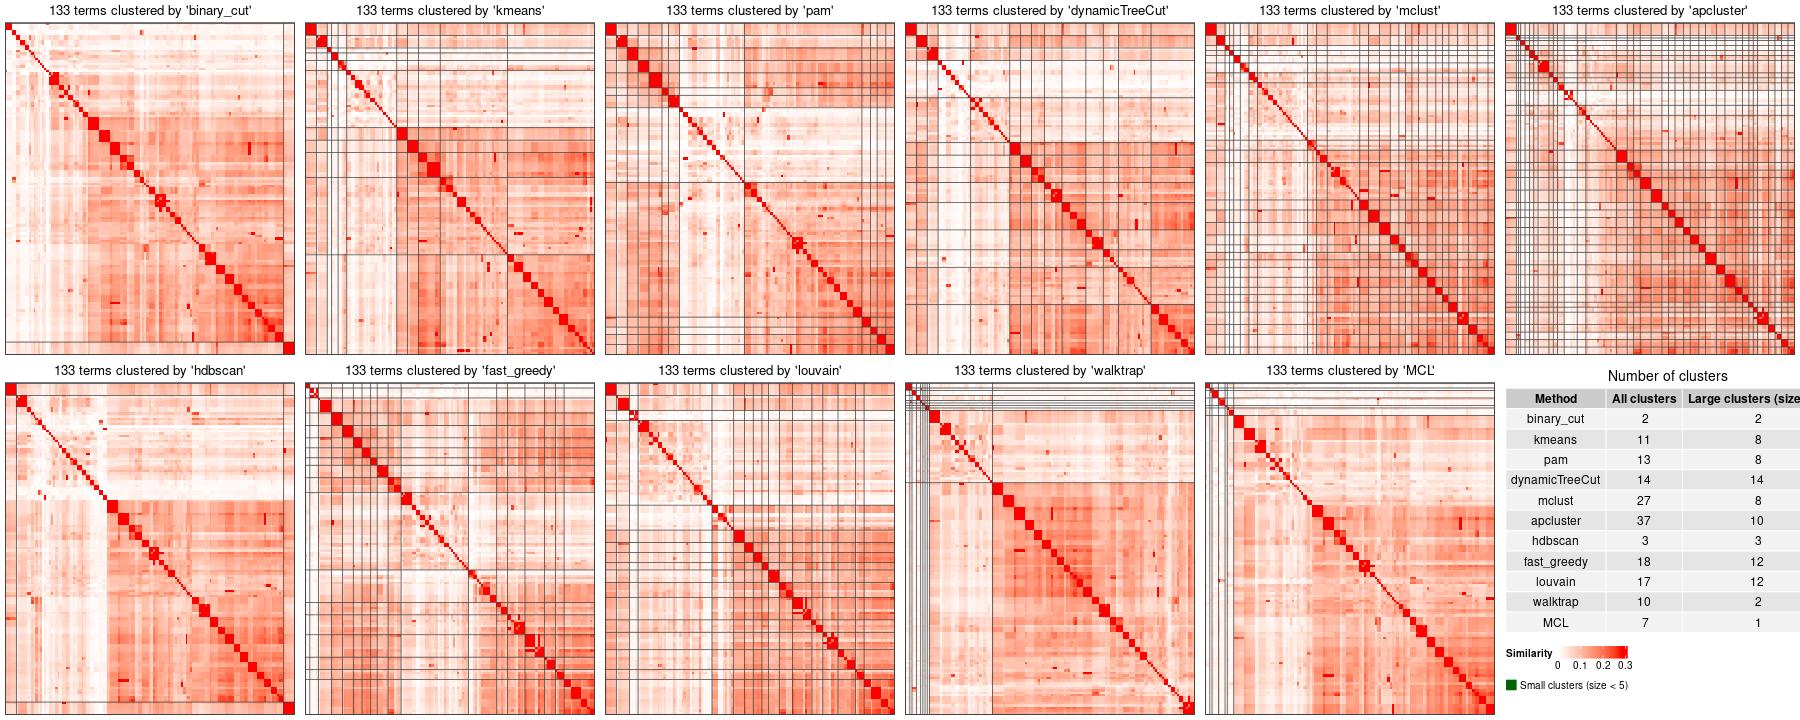 133 terms clustered by 'binary_cut'
133 terms clustered by 'kmeans'
133 terms clustered by 'pam'
133 terms clustered by 'dynamicTreeCut'
133 terms clustered by 'mclust'
133 terms clustered by 'apcluster'
133 terms clustered by 'hdbscan'
133 terms clustered by 'fast_greedy'
133 terms clustered by 'louvain'
133 terms clustered by 'walktrap'
133 terms clustered by 'MCL'
Number of clusters
Method All clusters Large clusters (size
binary_cut 2 2
kmeans 11 8
pam 13 8
dynamicTreeCut 14 14
mclust 27 8
apcluster 37 10
hdbscan 3 3
fast_greedy 18 12
louvain 17 12
walktrap 10 2
MCL 7 1
Similarity
0 0.1 0.2 0.3
Small clusters (size < 5)